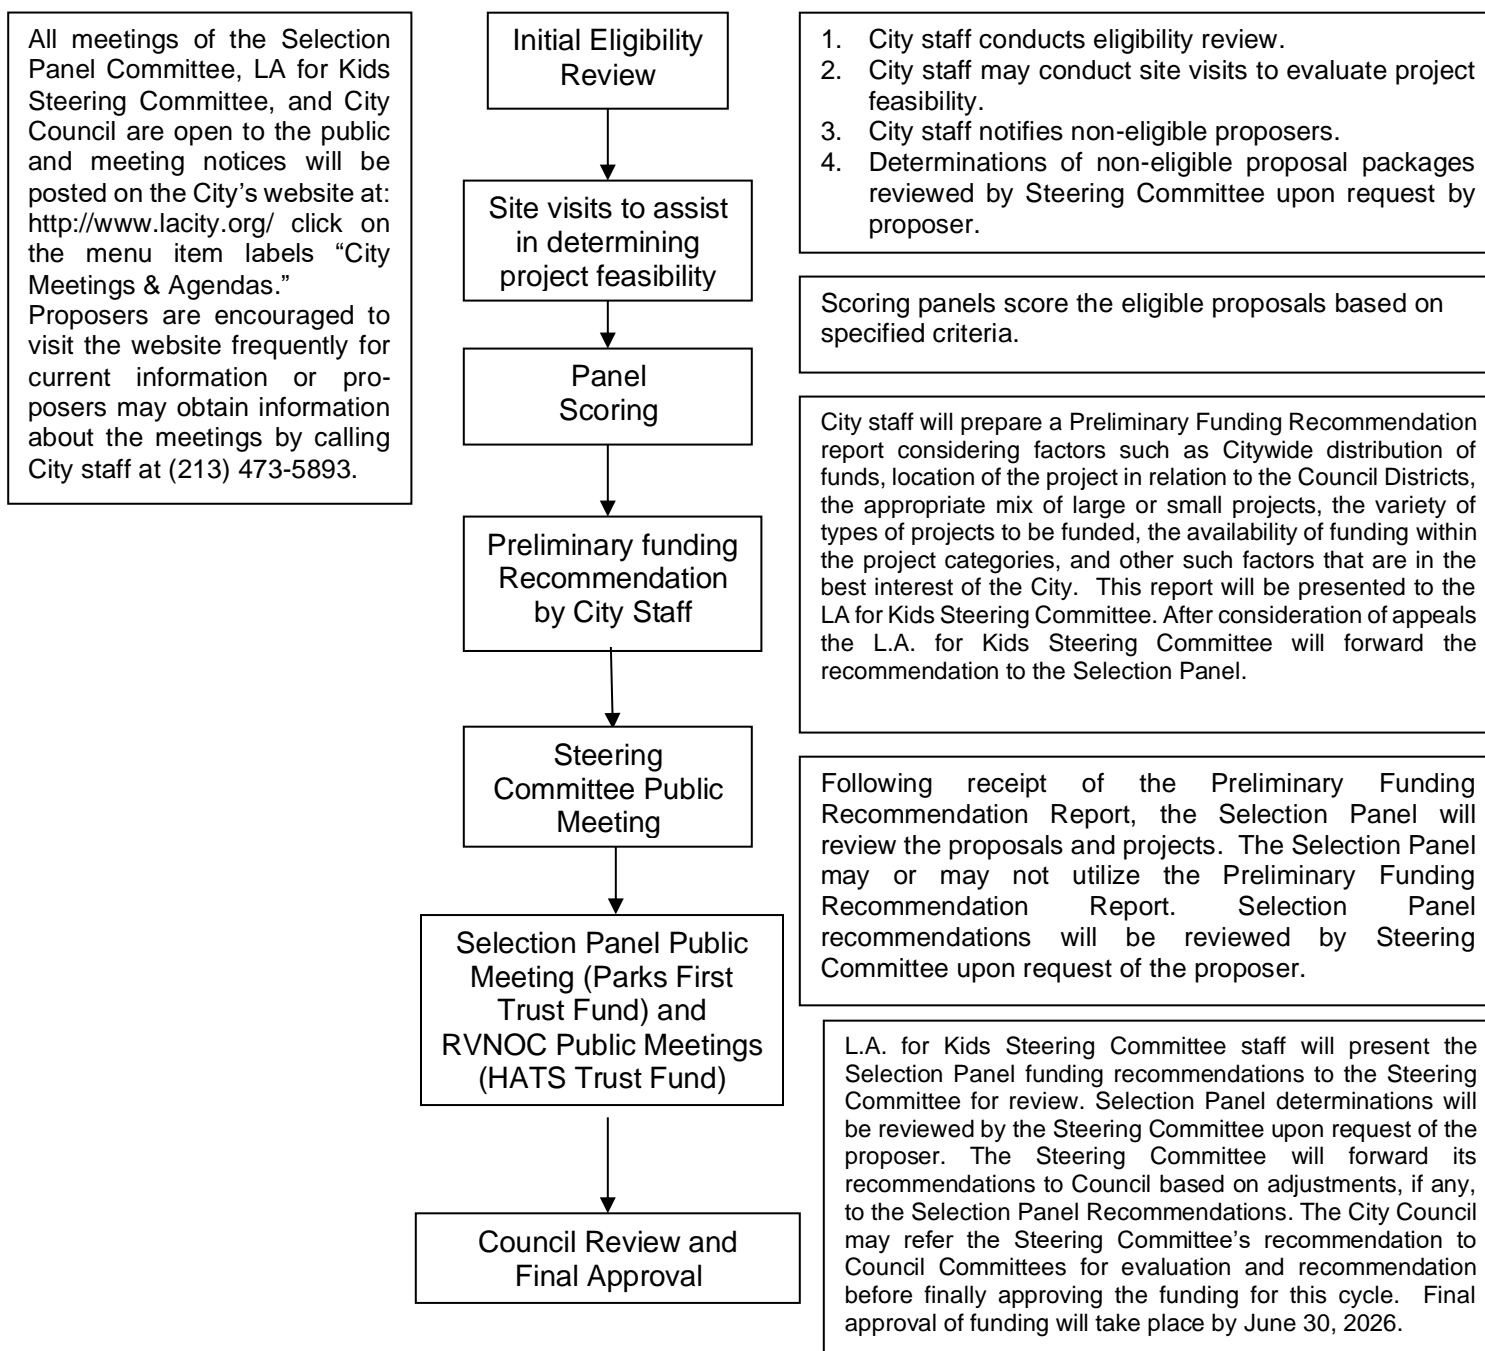 All meetings of the Selection
Panel Committee, LA for Kids
Steering Committee, and City
Council are open to the public
and meeting notices will be
posted on the City’s website at:
http://www.lacity.org/ click on
the menu item labels “City
Meetings & Agendas.”
Proposers are encouraged to
visit the website frequently for
current information or pro-
posers may obtain information
about the meetings by calling
City staff at (213) 473-5893.
Initial Eligibility
Review
1. City staff conducts eligibility review.
2. City staff may conduct site visits to evaluate project
feasibility.
3. City staff notifies non-eligible proposers.
4. Determinations of non-eligible proposal packages
reviewed by Steering Committee upon request by
proposer.
Site visits to assist
in determining
project feasibility
Scoring panels score the eligible proposals based on
specified criteria.
Panel
Scoring
City staff will prepare a Preliminary Funding Recommendation
report considering factors such as Citywide distribution of
funds, location of the project in relation to the Council Districts,
the appropriate mix of large or small projects, the variety of
types of projects to be funded, the availability of funding within
the project categories, and other such factors that are in the
best interest of the City. This report will be presented to the
LA for Kids Steering Committee. After consideration of appeals
the L.A. for Kids Steering Committee will forward the
recommendation to the Selection Panel.
Preliminary funding
Recommendation
by City Staff
Steering
Committee Public
Meeting
Following receipt of the Preliminary Funding
Recommendation Report, the Selection Panel will
review the proposals and projects. The Selection Panel
may or may not utilize the Preliminary Funding
Recommendation Report. Selection Panel
recommendations will be reviewed by Steering
Committee upon request of the proposer.
Selection Panel Public
Meeting (Parks First
Trust Fund) and
RVNOC Public Meetings
(HATS Trust Fund)
L.A. for Kids Steering Committee staff will present the
Selection Panel funding recommendations to the Steering
Committee for review. Selection Panel determinations will
be reviewed by the Steering Committee upon request of the
proposer. The Steering Committee will forward its
recommendations to Council based on adjustments, if any,
to the Selection Panel Recommendations. The City Council
may refer the Steering Committee’s recommendation to
Council Committees for evaluation and recommendation
before finally approving the funding for this cycle. Final
approval of funding will take place by June 30, 2026.
Council Review and
Final Approval